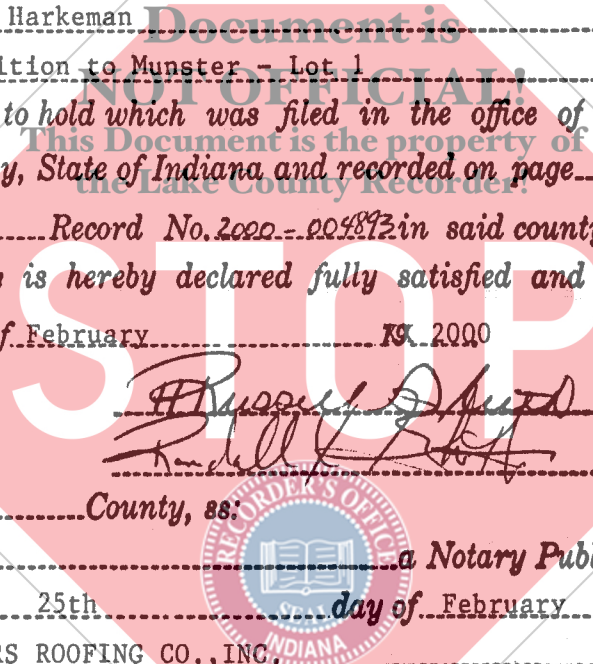 Harkeman
Document is
ition to Munster - Lot 1
NOT OFFICIAL!
to hold which was filed in the office of
This Document is the property of
y, State of Indiana and recorded on page
the Lake County Recorder!
Record No. 2000-004893 in said county
STOP
is hereby declared fully satisfied and
f February 19 2000
Randall
County, ss:
RECORDER'S OFFICE
a Notary Publ
25th day of February
SEAL
INDIANA
RS ROOFING CO., INC.